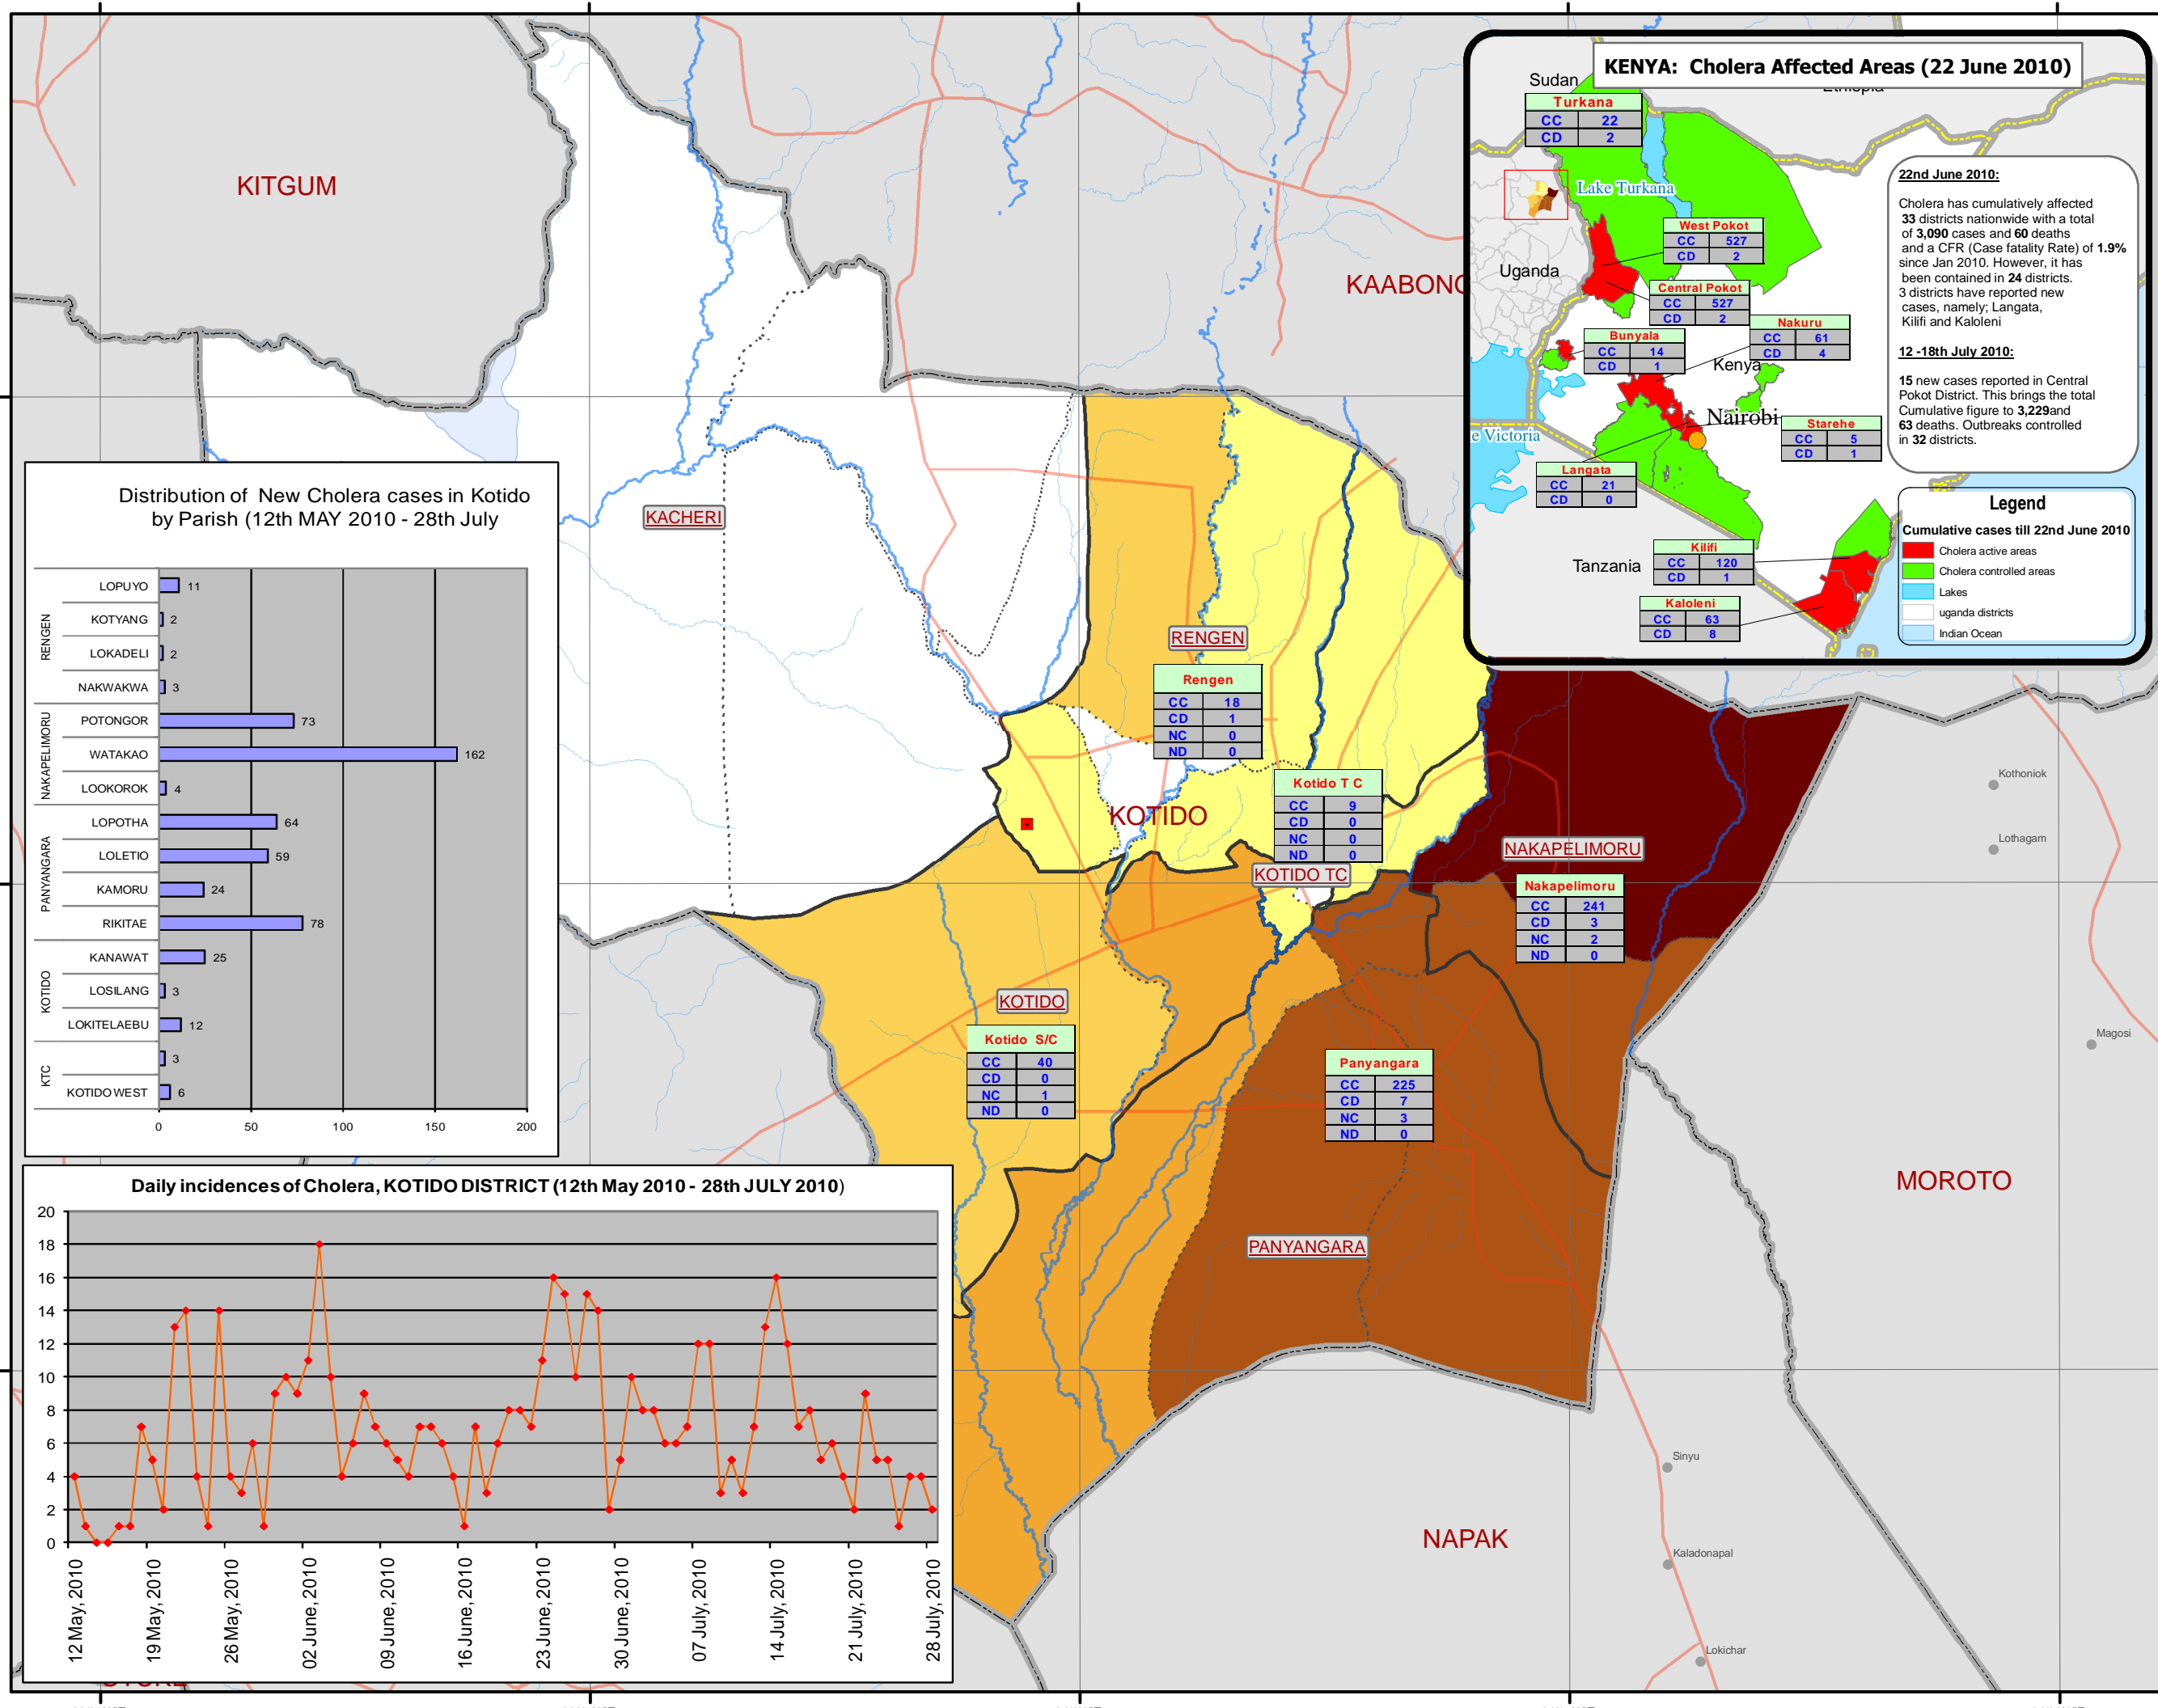 KITGUM
KAABONG
KACHERI
RENGEN
Rengen
CC 18
CD 1
NC 0
ND 0
Kotido T C
CC 9
CD 0
NC 0
ND 0
KOTIDO
KOTIDO TC
NAKAPELIMORU
Nakapelimoru
CC 241
CD 3
NC 2
ND 0
KOTIDO
Kotido S/C
CC 40
CD 0
NC 1
ND 0
Panyangara
CC 225
CD 7
NC 3
ND 0
PANYANGARA
MOROTO
NAPAK
Kothoniok
Lothagam
Magosi
Sinyu
Kaladonapal
Lokichar
KENYA: Cholera Affected Areas (22 June 2010)
Sudan
Ethiopia
Turkana
CC 22
CD 2
Lake Turkana
West Pokot
CC 527
CD 2
Uganda
Central Pokot
CC 527
CD 2
Nakuru
CC 61
CD 4
Bunyala
CC 14
CD 1
Kenya
Nairobi
Starehe
CC 5
CD 1
e Victoria
Langata
CC 21
CD 0
Tanzania
Kilifi
CC 120
CD 1
Kaloleni
CC 63
CD 8
22nd June 2010:
Cholera has cumulatively affected
33 districts nationwide with a total
of 3,090 cases and 60 deaths
and a CFR (Case fatality Rate) of 1.9%
since Jan 2010. However, it has
been contained in 24 districts.
3 districts have reported new
cases, namely; Langata,
Kilifi and Kaloleni
12 -18th July 2010:
15 new cases reported in Central
Pokot District. This brings the total
Cumulative figure to 3,229and
63 deaths. Outbreaks controlled
in 32 districts.
Legend
Cumulative cases till 22nd June 2010
Cholera active areas
Cholera controlled areas
Lakes
uganda districts
Indian Ocean
Distribution of New Cholera cases in Kotido
by Parish (12th MAY 2010 - 28th July
RENGEN
LOPUYO 11
KOTYANG 2
LOKADELI 2
NAKWAKWA 3
NAKAPELIMORU
POTONGOR 73
WATAKAO 162
LOOKOROK 4
PANYANGARA
LOPOTHA 64
LOLETIO 59
KAMORU 24
RIKITAE 78
KOTIDO
KANAWAT 25
LOSILANG 3
LOKITELAEBU 12
KTC
3
KOTIDO WEST 6
0 50 100 150 200
Daily incidences of Cholera, KOTIDO DISTRICT (12th May 2010 - 28th JULY 2010)
20
18
16
14
12
10
8
6
4
2
0
12 May, 2010
19 May, 2010
26 May, 2010
02 June, 2010
09 June, 2010
16 June, 2010
23 June, 2010
30 June, 2010
07 July, 2010
14 July, 2010
21 July, 2010
28 July, 2010